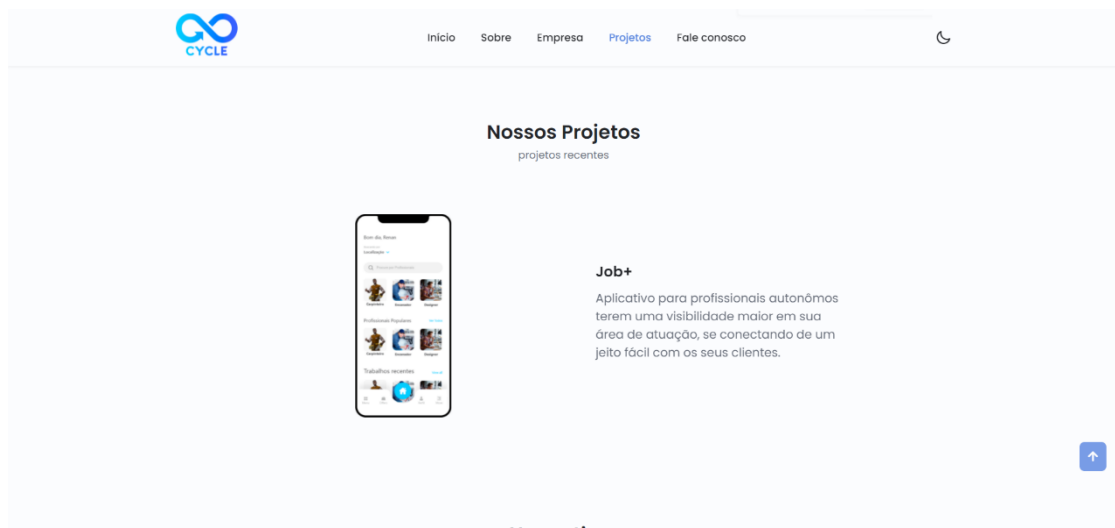 CYCLE
Início
Sobre
Empresa
Projetos
Fale conosco
Nossos Projetos
projetos recentes
Bom dia, Renan
Localização
Profissionais Populares
Trabalhos recentes
Job+
Aplicativo para profissionais autonômos
terem uma visibilidade maior em sua
área de atuação, se conectando de um
jeito fácil com os seus clientes.